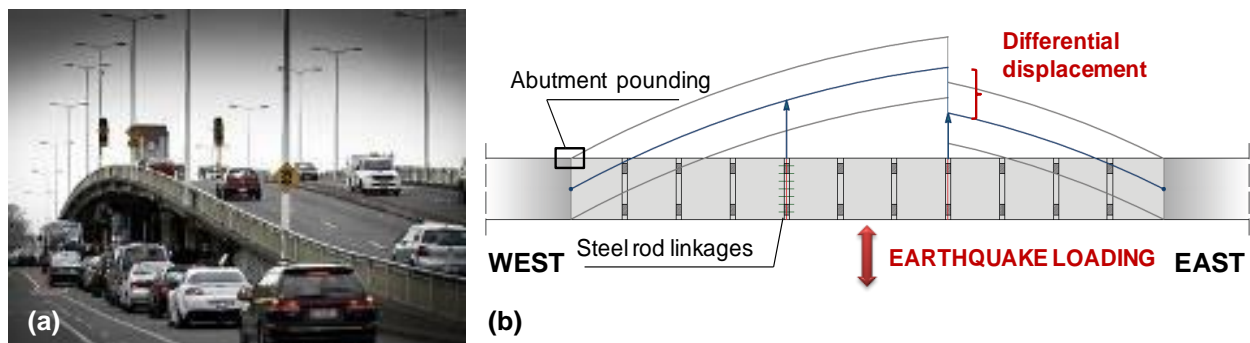 (a)
Abutment pounding
Differential
displacement
Steel rod linkages
WEST
EARTHQUAKE LOADING
EAST
(b)